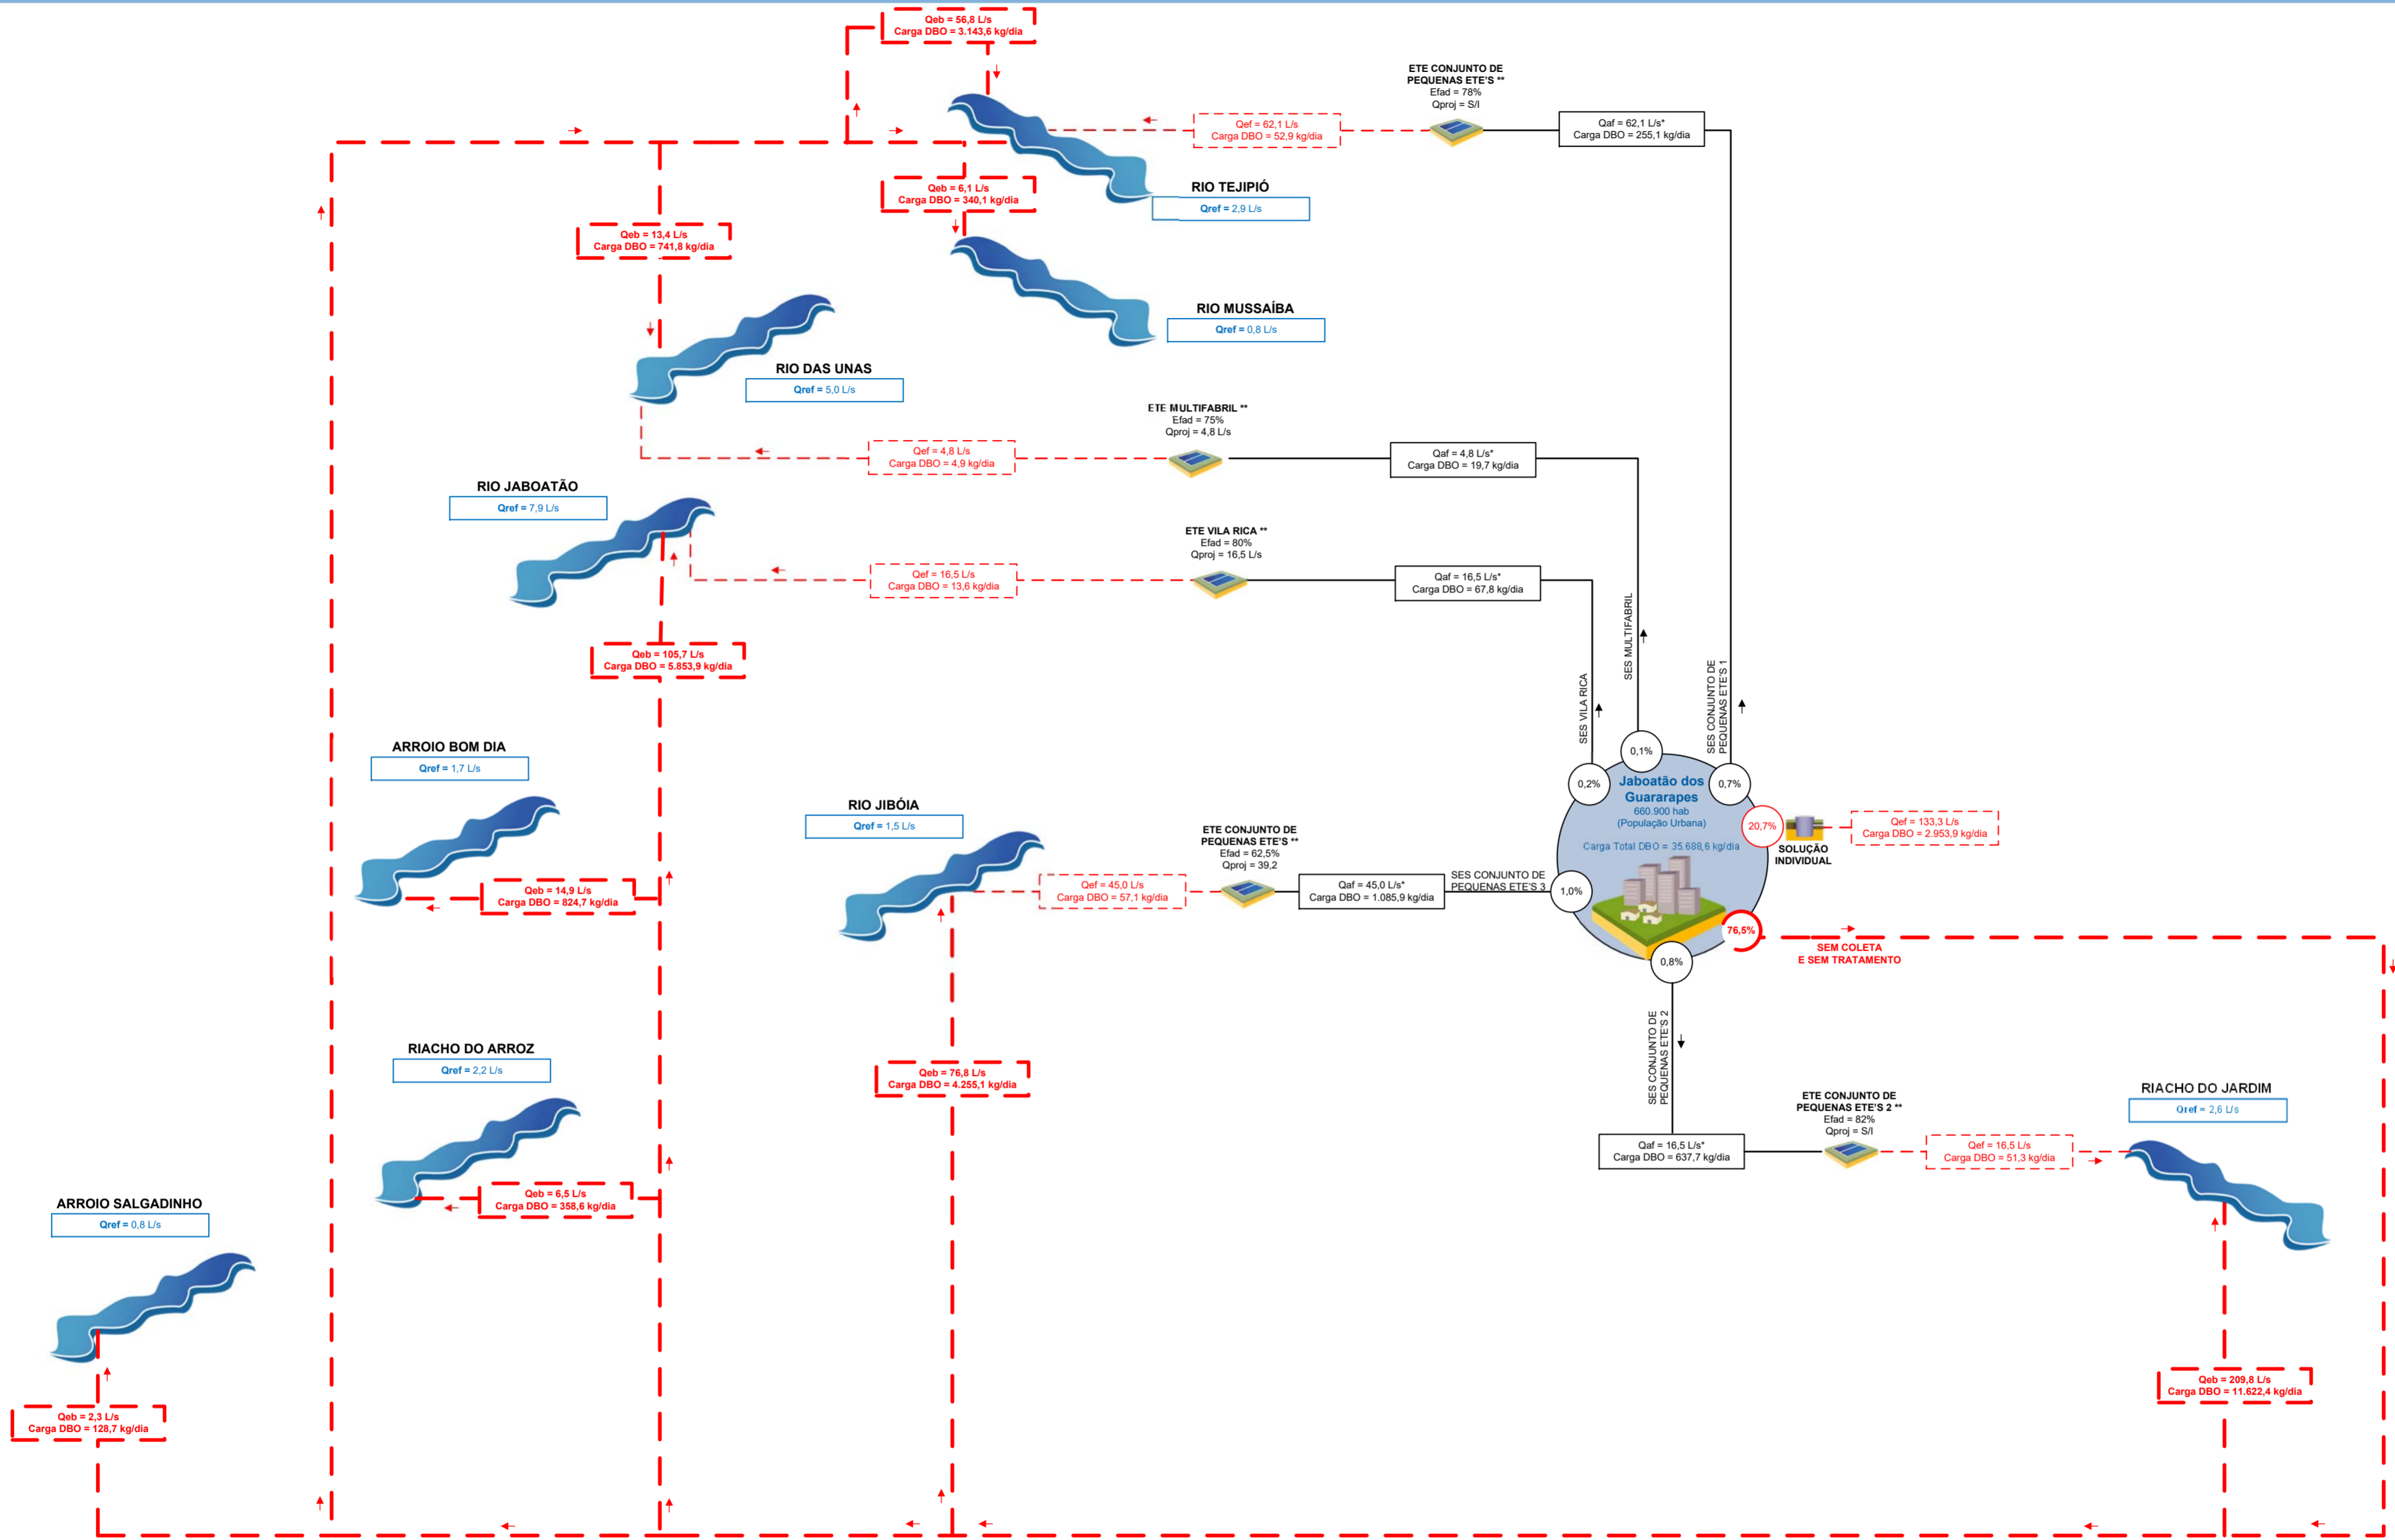 Qeb = 56,8 L/s
Carga DBO = 3.143,6 kg/dia
ETE CONJUNTO DE
PEQUENAS ETE'S **
Efad = 78%
Qproj = S/I
Qef = 62,1 L/s
Carga DBO = 52,9 kg/dia
Qaf = 62,1 L/s*
Carga DBO = 255,1 kg/dia
RIO TEJIPIÓ
Qref = 2,9 L/s
Qeb = 6,1 L/s
Carga DBO = 340,1 kg/dia
Qeb = 13,4 L/s
Carga DBO = 741,8 kg/dia
RIO MUSSAÍBA
Qref = 0,8 L/s
RIO DAS UNAS
Qref = 5,0 L/s
ETE MULTIFABRIL **
Efad = 75%
Qproj = 4,8 L/s
Qef = 4,8 L/s
Carga DBO = 4,9 kg/dia
Qaf = 4,8 L/s*
Carga DBO = 19,7 kg/dia
RIO JABOATÃO
Qref = 7,9 L/s
ETE VILA RICA **
Efad = 80%
Qproj = 16,5 L/s
Qef = 16,5 L/s
Carga DBO = 13,6 kg/dia
Qaf = 16,5 L/s*
Carga DBO = 67,8 kg/dia
Qeb = 105,7 L/s
Carga DBO = 5.853,9 kg/dia
SES VILA RICA
SES MULTIFABRIL
SES CONJUNTO DE
PEQUENAS ETE'S 1
ARROIO BOM DIA
Qref = 1,7 L/s
0,1%
0,2%
0,7%
Jaboatão dos
Guararapes
660.900 hab
(População Urbana)
Carga Total DBO = 35.688,6 kg/dia
20,7%
SOLUÇÃO
INDIVIDUAL
Qef = 133,3 L/s
Carga DBO = 2.953,9 kg/dia
RIO JIBÓIA
Qref = 1,5 L/s
ETE CONJUNTO DE
PEQUENAS ETE'S **
Efad = 62,5%
Qproj = 39,2
Qef = 45,0 L/s
Carga DBO = 57,1 kg/dia
Qaf = 45,0 L/s*
Carga DBO = 1.085,9 kg/dia
SES CONJUNTO DE
PEQUENAS ETE'S 3
1,0%
Qeb = 14,9 L/s
Carga DBO = 824,7 kg/dia
76,5%
SEM COLETA
E SEM TRATAMENTO
0,8%
SES CONJUNTO DE
PEQUENAS ETE'S 2
RIACHO DO ARROZ
Qref = 2,2 L/s
Qeb = 76,8 L/s
Carga DBO = 4.255,1 kg/dia
ETE CONJUNTO DE
PEQUENAS ETE'S 2 **
Efad = 82%
Qproj = S/I
RIACHO DO JARDIM
Qref = 2,6 L/s
Qaf = 16,5 L/s*
Carga DBO = 637,7 kg/dia
Qef = 16,5 L/s
Carga DBO = 51,3 kg/dia
Qeb = 6,5 L/s
Carga DBO = 358,6 kg/dia
ARROIO SALGADINHO
Qref = 0,8 L/s
Qeb = 209,8 L/s
Carga DBO = 11.622,4 kg/dia
Qeb = 2,3 L/s
Carga DBO = 128,7 kg/dia